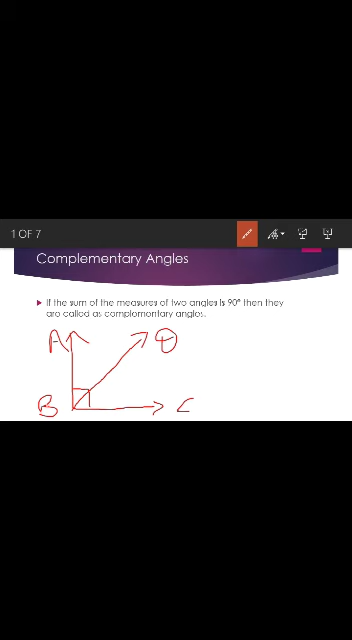 1 OF 7
Complementary Angles
If the sum of the measures of two angles is 90° then they
are called as complementary angles.
A
B
C